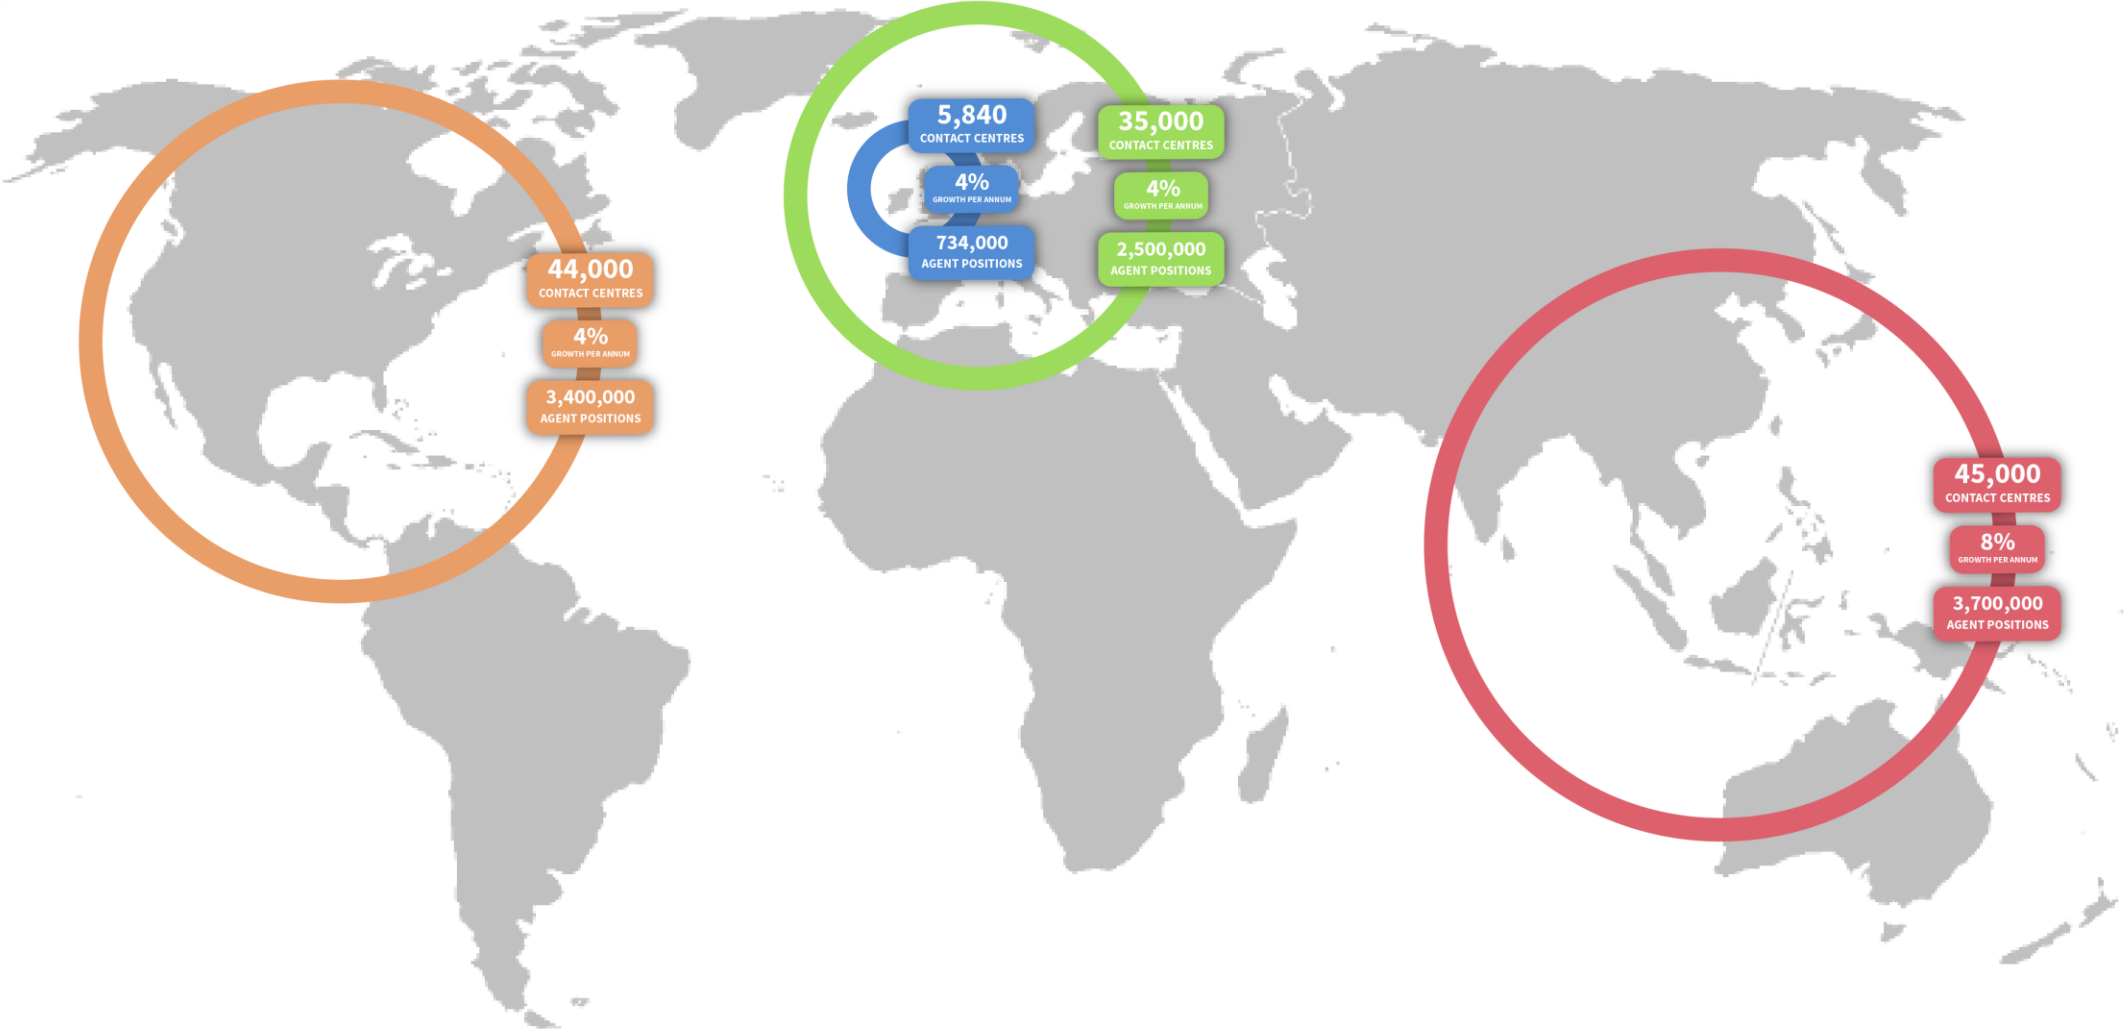 5,840
CONTACT CENTRES
4%
GROWTH PER ANNUM
734,000
AGENT POSITIONS
35,000
CONTACT CENTRES
4%
GROWTH PER ANNUM
2,500,000
AGENT POSITIONS
44,000
CONTACT CENTRES
4%
GROWTH PER ANNUM
3,400,000
AGENT POSITIONS
45,000
CONTACT CENTRES
8%
GROWTH PER ANNUM
3,700,000
AGENT POSITIONS